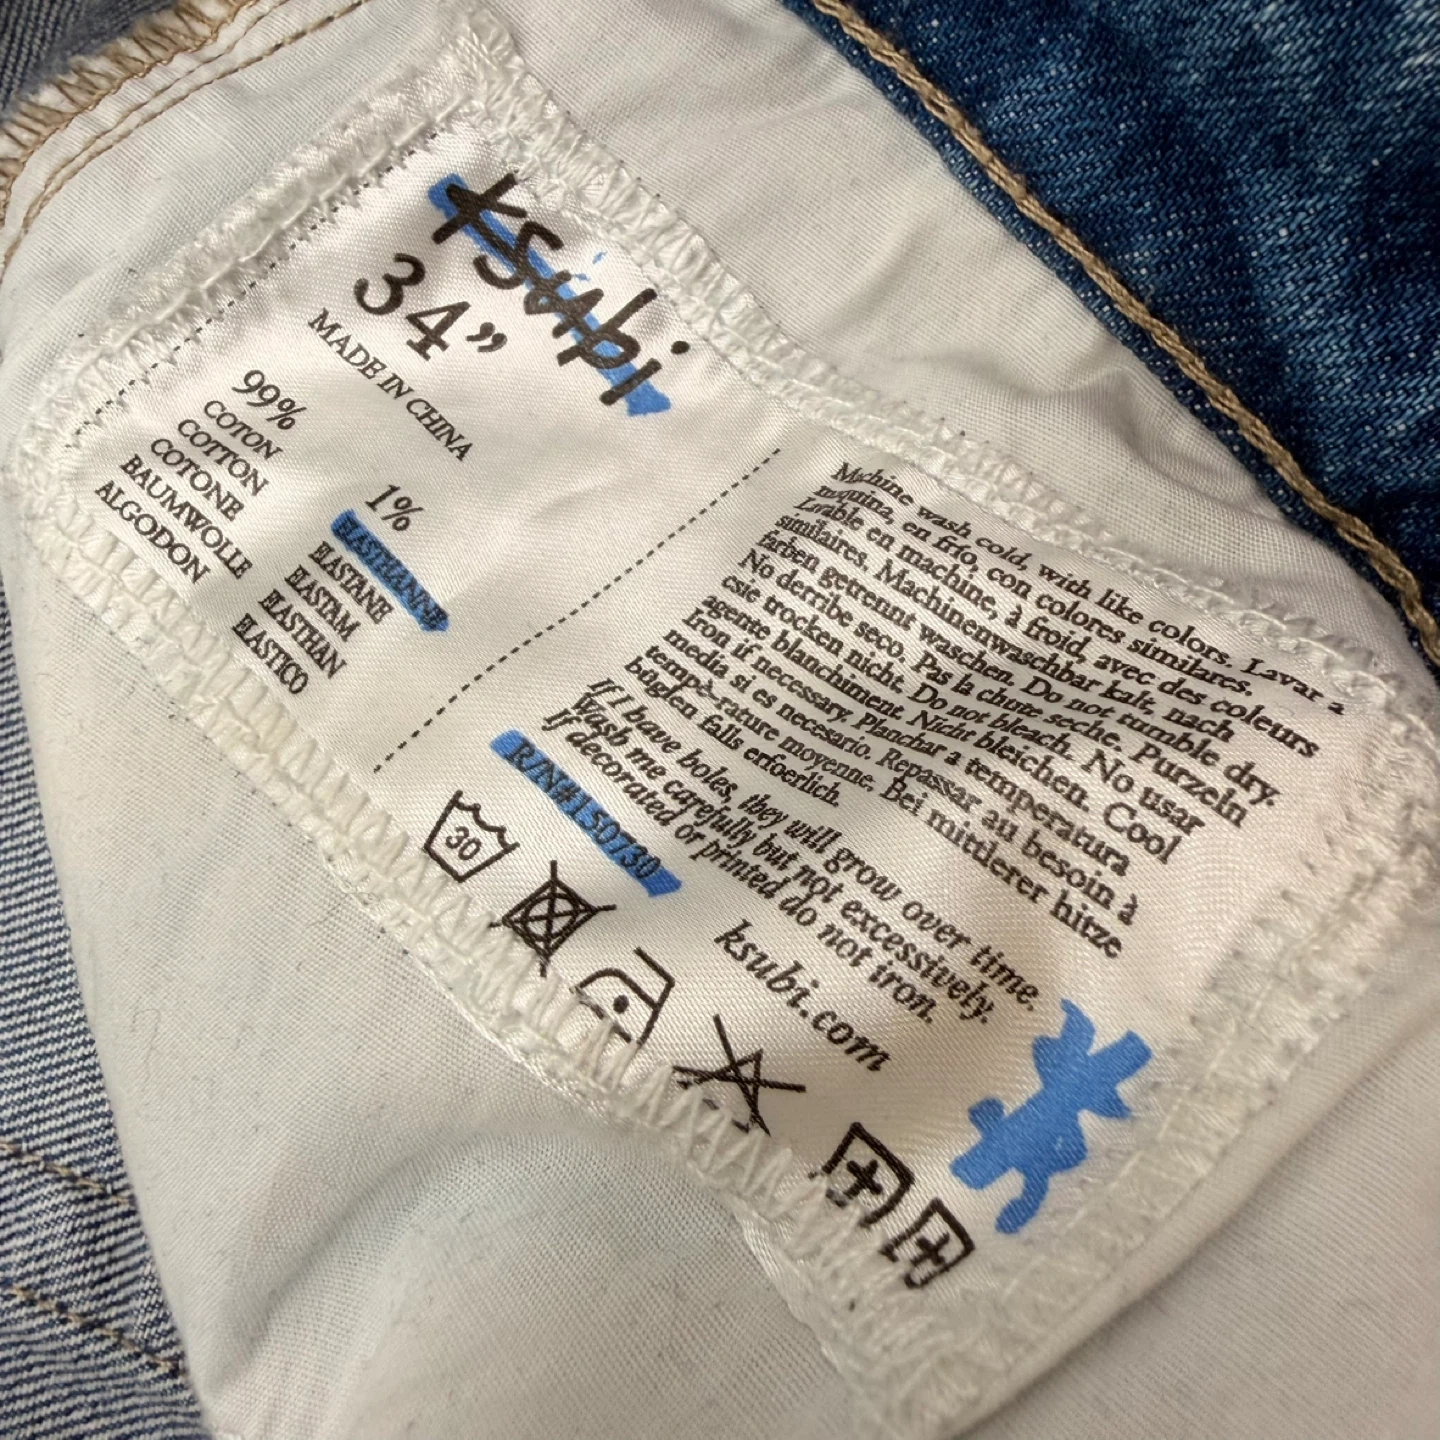 Ksubi
34”
MADE IN CHINA
99%
COTON
COTTON
COTONE
BAUMWOLLE
ALGODON
1%
ELASTHANNE
ELASTANE
ELASTAM
ELASTHAN
ELASTICO
Machine wash cold, with like colors. Lavar a
maquina, en frío, con colores similares.
Lavable en machine, à froid, avec des coleurs
similaires. Machinenwaschbar kalt, nach
farben getrennt waschen. Do not tumble dry.
No derribe seco. Pas la chute seche. Purzeln
csie trocken nicht. Do not bleach. No usar
agente blanchiment. Nicht bleichen. Cool
Iron if necessary. Planchar a temperatura
media si es necesario. Repassar au besoin à
tempè-rature moyenne. Bei mittlerer hitze
büglen falls erfoerlich.
If I have holes, they will grow over time.
Wash me carefully but not excessively.
If decorated or printed do not iron.
R/N#150730
ksubi.com
30